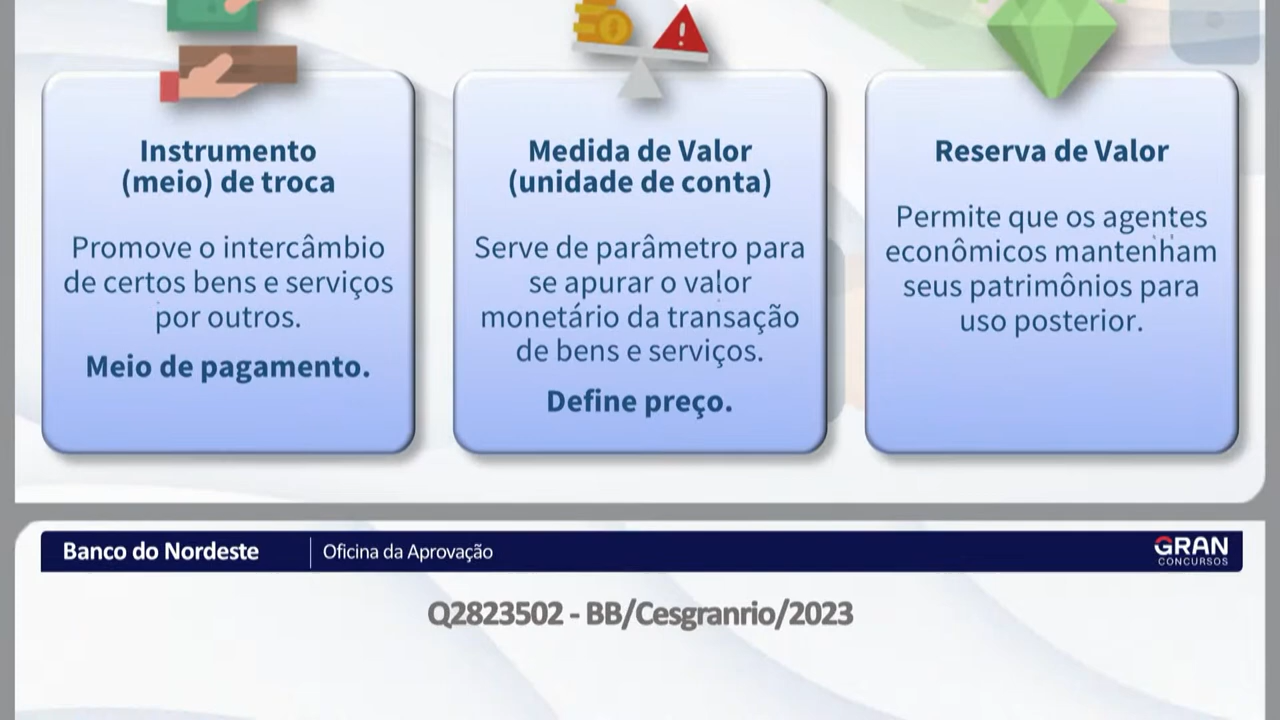 Instrumento
(meio) de troca
Promove o intercâmbio
de certos bens e serviços
por outros.
Meio de pagamento.
Medida de Valor
(unidade de conta)
Serve de parâmetro para
se apurar o valor
monetário da transação
de bens e serviços.
Define preço.
Reserva de Valor
Permite que os agentes
econômicos mantenham
seus patrimônios para
uso posterior.
Banco do Nordeste
Oficina da Aprovação
GRAN
CONCURSOS
Q2823502 - BB/Cesgranrio/2023